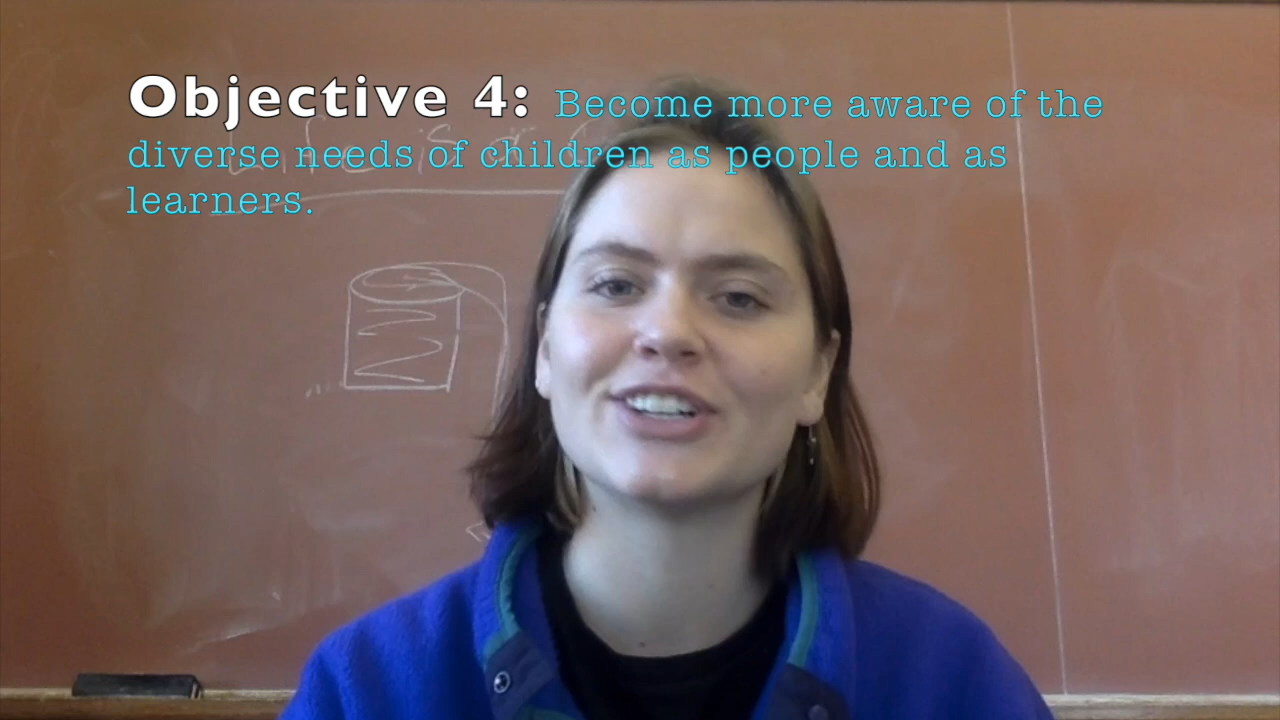 Objective 4: Become more aware of the
diverse needs of children as people and as
learners.